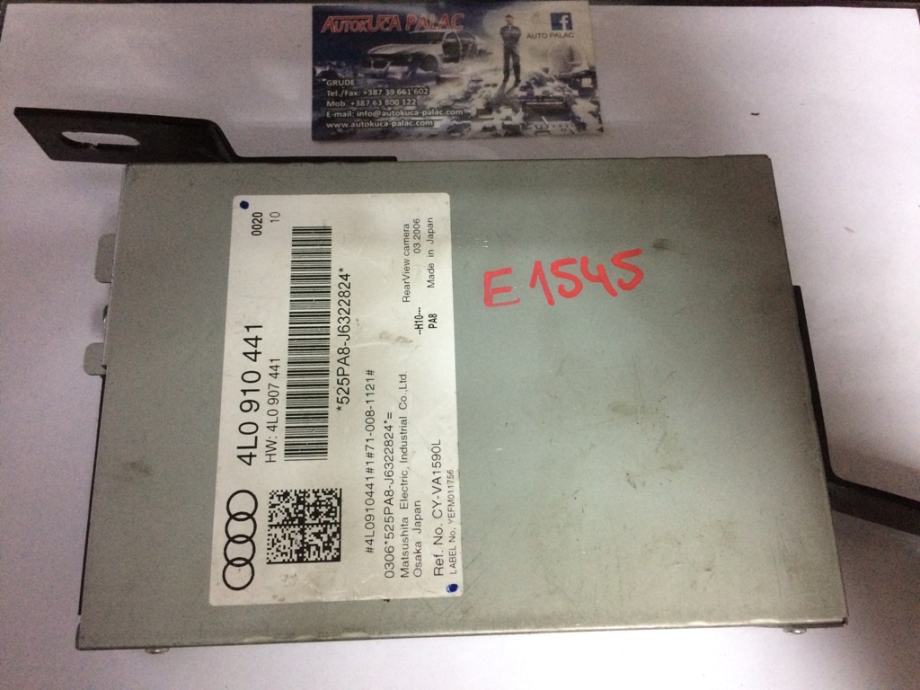 AUTOKUĆA PALAC
AUTO PALAC
GRUDE
Tel./Fax: +387 39 661 602
Mob. +387 63 800 122
E-mail: info@autokuca-palac.com
www.autokuca-palac.com
4L0 910 441
HW: 4L0 907 441
0020
10
*525PA8-J6322824*
#4L0910441#1#71-008-1121#
0306*525PA8-J6322824*=
Matsushita Electric, Industrial Co.,Ltd.
Osaka Japan
RearView camera
--H10--- 03.2006
PA8 Made in Japan
Ref. No. CY-VA1590L
LABEL No. YEFM011756
E1545